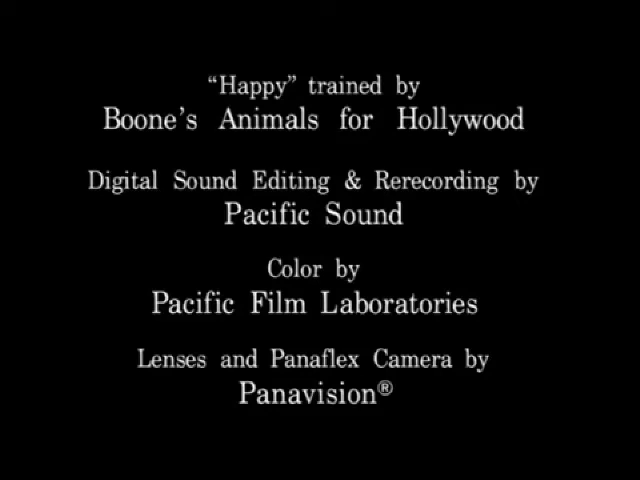 “Happy” trained by
Boone’s Animals for Hollywood
Digital Sound Editing & Rerecording by
Pacific Sound
Color by
Pacific Film Laboratories
Lenses and Panaflex Camera by
Panavision®